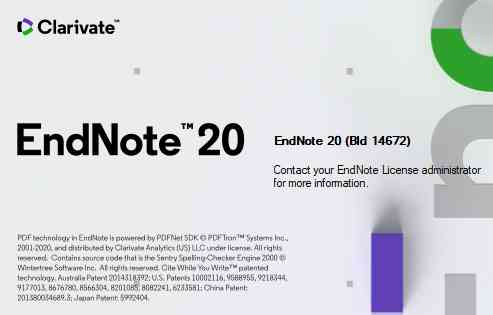 Clarivate™
EndNote™ 20
EndNote 20 (Bld 14672)
Contact your EndNote License administrator
for more information.
PDF technology in EndNote is powered by PDFNet SDK © PDFTron™ Systems Inc.,
2001-2020, and distributed by Clarivate Analytics (US) LLC under license. All rights
reserved. Contains source code that is the Sentry Spelling-Checker Engine 2000 ©
Wintertree Software Inc. All rights reserved. Cite While You Write™ patented
technology. Australia Patent 2014318392; U.S. Patents 10002116, 9588955, 9218344,
9177013, 8676780, 8566304, 8201085, 8082241, 6233581; China Patent:
201380034689.3; Japan Patent: 5992404.